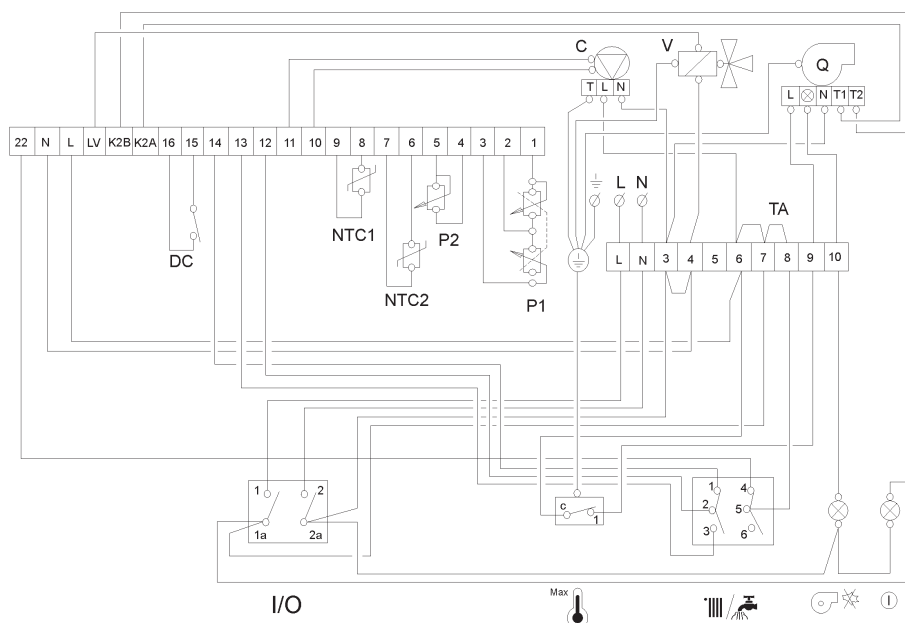 C
V
Q
T L N
L N T1 T2
22 N L LV K2B K2A 16 15 14 13 12 11 10 9 8 7 6 5 4 3 2 1
L N
TA
NTC1
P2
DC
NTC2
P1
L N 3 4 5 6 7 8 9 10
1 2
1a 2a
c 1
1 4
2 5
3 6
I/O
Max
I